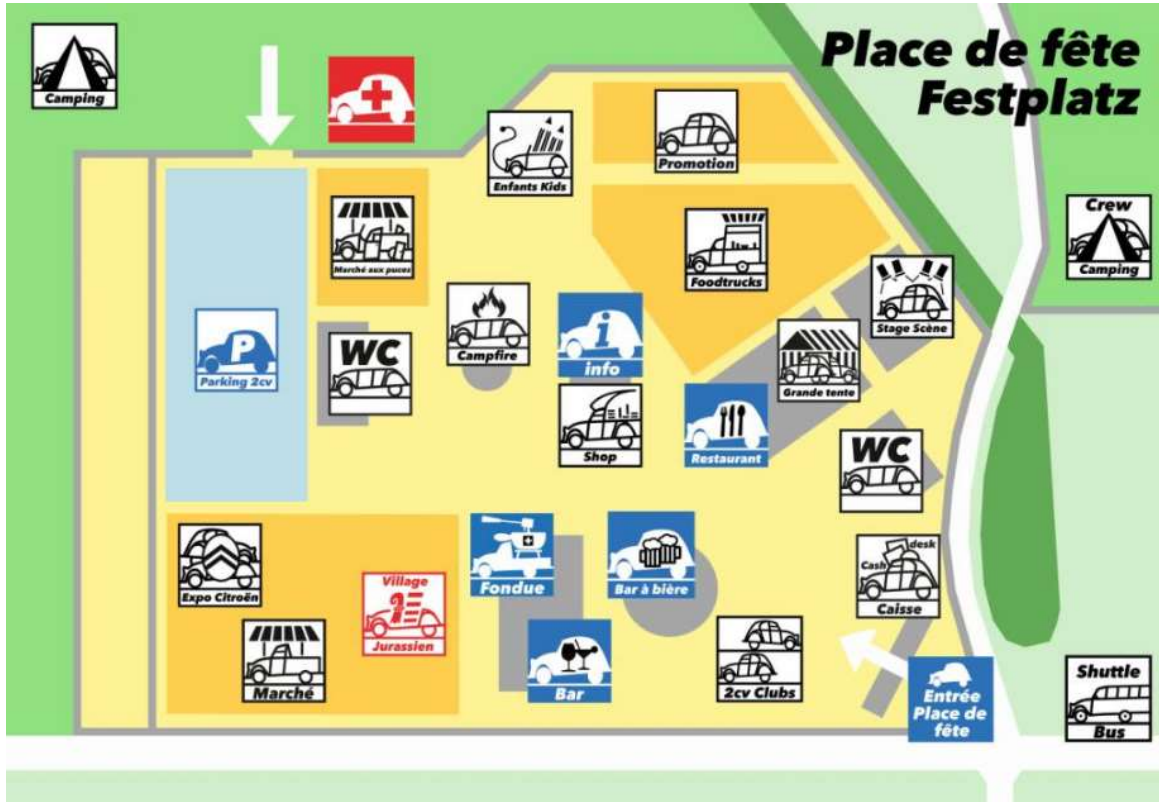 Place de fête
Festplatz
Camping
Enfants Kids
Promotion
Marché aux puces
Foodtrucks
Crew
Camping
Stage Scène
Parking 2cv
WC
Campfire
i
info
Grande tente
P
Shop
Restaurant
WC
Expo Citroën
Fondue
Bar à bière
desk
Cash
Caisse
Village
Jurassien
Marché
Bar
2cv Clubs
Entrée
Place de
fête
Shuttle
Bus